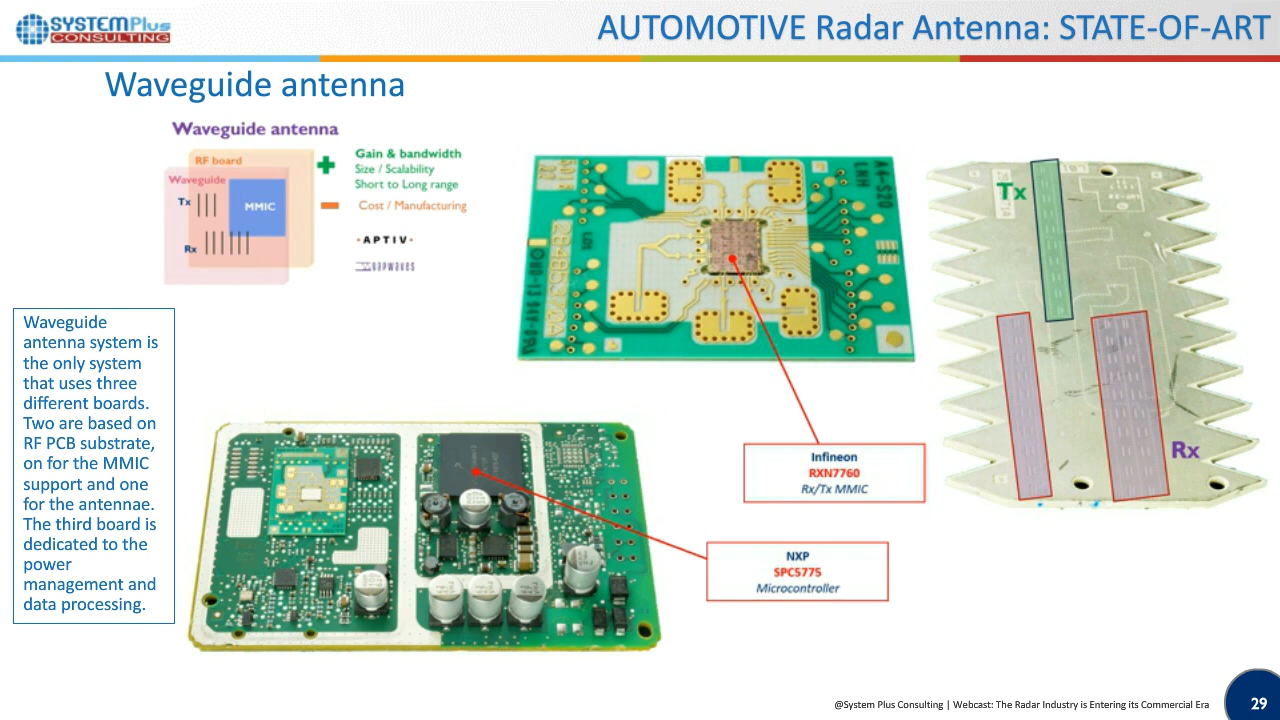 SYSTEMPlus
CONSULTING
AUTOMOTIVE Radar Antenna: STATE-OF-ART
Waveguide antenna
Waveguide antenna
RF board
Waveguide
Tx
MMIC
Rx
Gain & bandwidth
Size / Scalability
Short to Long range
Cost / Manufacturing
• APTIV •
gapwaves
Waveguide
antenna system is
the only system
that uses three
different boards.
Two are based on
RF PCB substrate,
on for the MMIC
support and one
for the antennae.
The third board is
dedicated to the
power
management and
data processing.
Tx
Rx
Infineon
RXN7760
Rx/Tx MMIC
NXP
SPC5775
Microcontroller
@System Plus Consulting | Webcast: The Radar Industry is Entering its Commercial Era
29